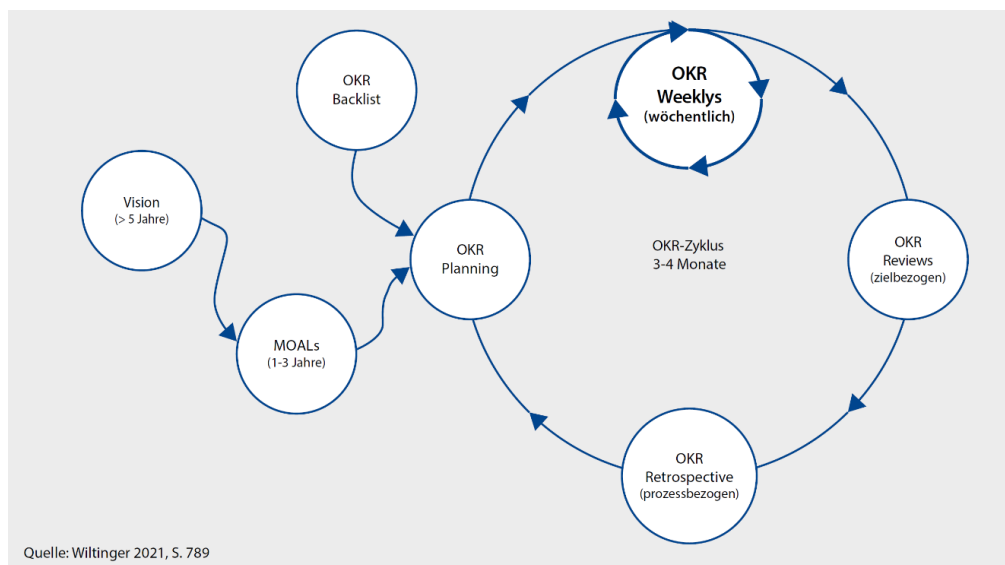 OKR
Backlist
Vision
(> 5 Jahre)
MOALs
(1-3 Jahre)
OKR
Planning
OKR
Weeklys
(wöchentlich)
OKR-Zyklus
3-4 Monate
OKR
Reviews
(zielbezogen)
OKR
Retrospective
(prozessbezogen)
Quelle: Wiltinger 2021, S. 789